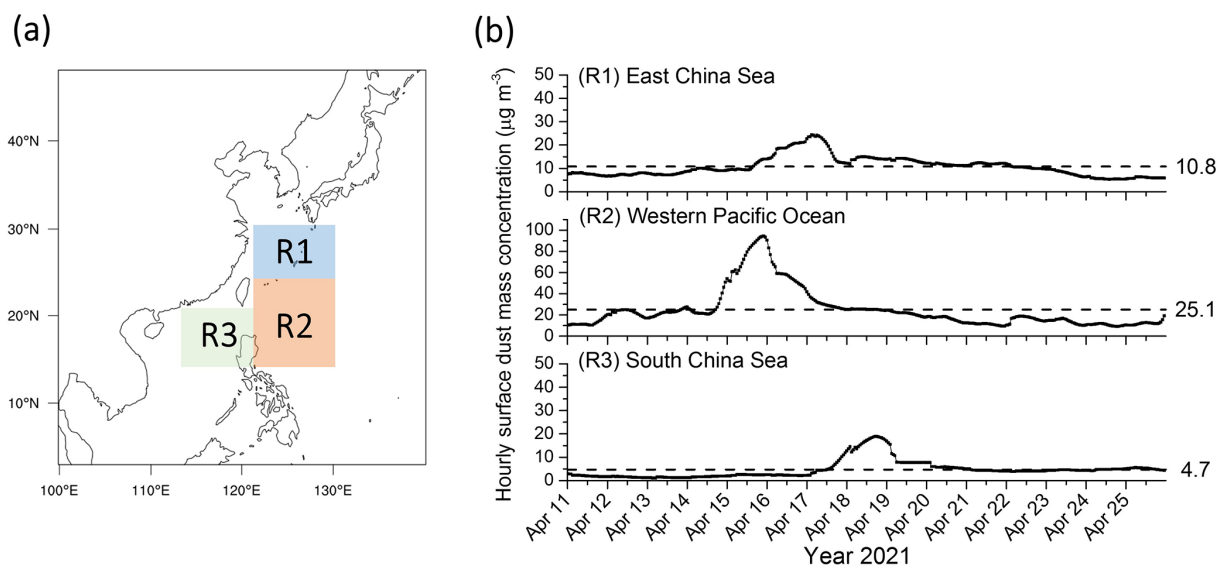 (a)
40°N
30°N
20°N
10°N
100°E 110°E 120°E 130°E
R1
R2
R3
(b)
Hourly surface dust mass concentration (μg m-3)
(R1) East China Sea
50
40
30
20
10
0
10.8
(R2) Western Pacific Ocean
100
80
60
40
20
0
25.1
(R3) South China Sea
50
40
30
20
10
0
4.7
Apr 11 Apr 12 Apr 13 Apr 14 Apr 15 Apr 16 Apr 17 Apr 18 Apr 19 Apr 20 Apr 21 Apr 22 Apr 23 Apr 24 Apr 25
Year 2021